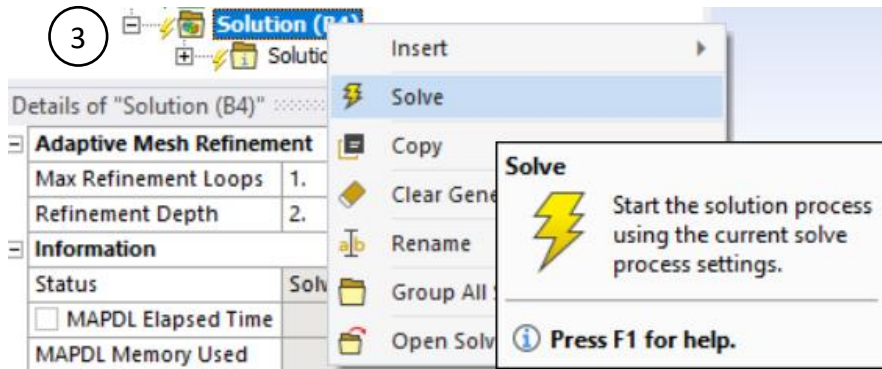 3
Solution (B4)
Solutio
Details of "Solution (B4)"
Adaptive Mesh Refinement
Max Refinement Loops 1.
Refinement Depth 2.
Information
Status Solv
MAPDL Elapsed Time
MAPDL Memory Used
Insert
Solve
Copy
Clear Gene
Rename
Group All
Open Solv
Solve
Start the solution process
using the current solve
process settings.
Press F1 for help.